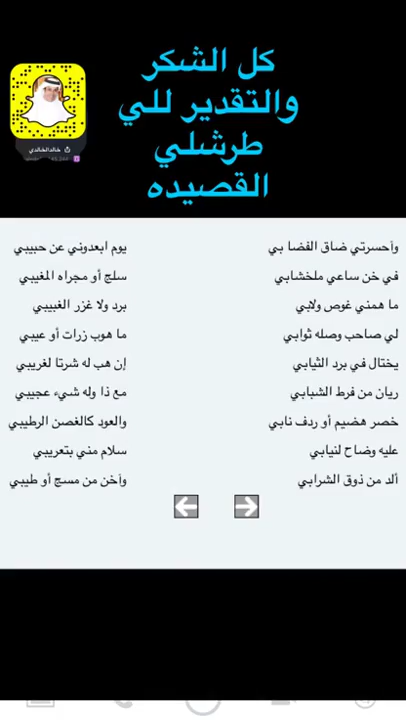 كل الشكر
والتقدير للي
طرشلي
القصيده
خالدالخالدي
وأحسرتي ضاق الفضا بي يوم ابعدوني عن حبيبي
في خن ساعي ملخشابي سلج أو مجراه المغيبي
ما همني غوص ولابي برد ولا غزر الغبيبي
لي صاحب وصله ثوابي ما هوب زرات أو عيبي
يختال في برد الثيابي إن هب له شرتا لغريبي
ريان من فرط الشبابي مع ذا وله شيء عجيبي
خصر هضيم أو ردف نابي والعود كالغصن الرطيبي
عليه وضاح لنيابي سلام مني بتعريبي
ألد من ذوق الشرابي وأخن من مسج أو طيبي